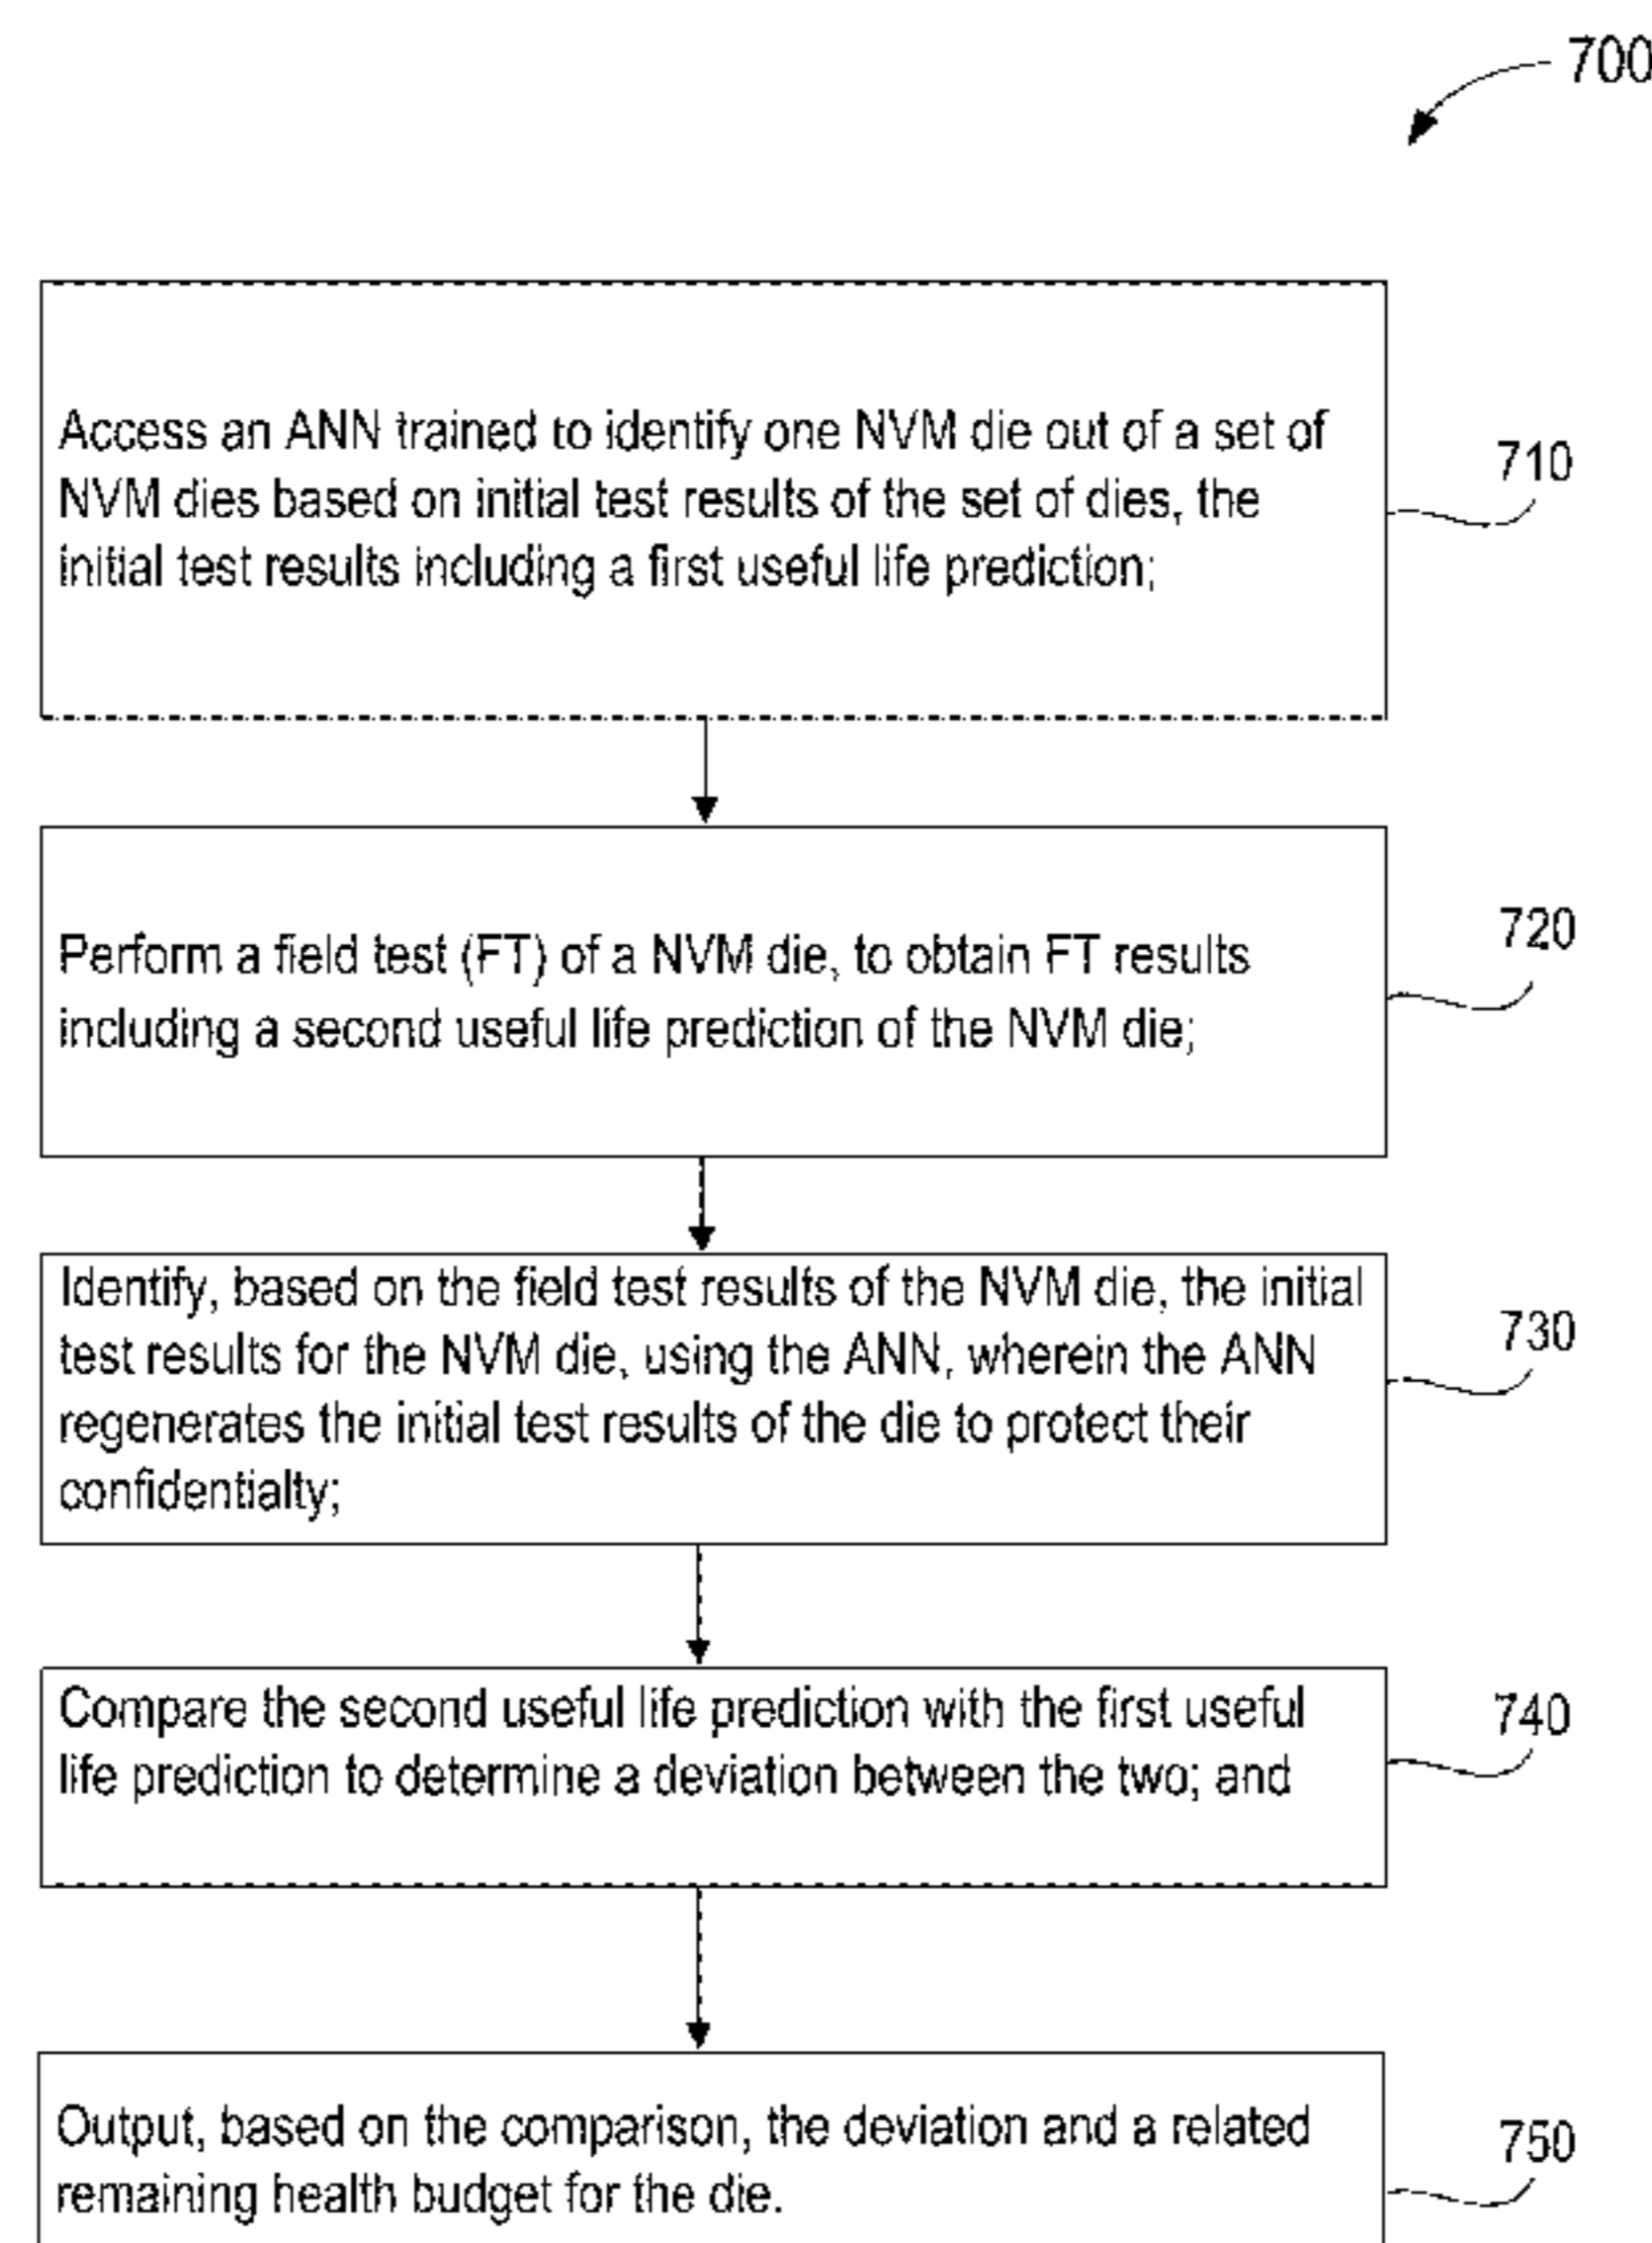 700
Access an ANN trained to identify one NVM die out of a set of
NVM dies based on initial test results of the set of dies, the
initial test results including a first useful life prediction;
710
Perform a field test (FT) of a NVM die, to obtain FT results
including a second useful life prediction of the NVM die;
720
Identify, based on the field test results of the NVM die, the initial
test results for the NVM die, using the ANN, wherein the ANN
regenerates the initial test results of the die to protect their
confidentialty;
730
Compare the second useful life prediction with the first useful
life prediction to determine a deviation between the two; and
740
Output, based on the comparison, the deviation and a related
remaining health budget for the die.
750